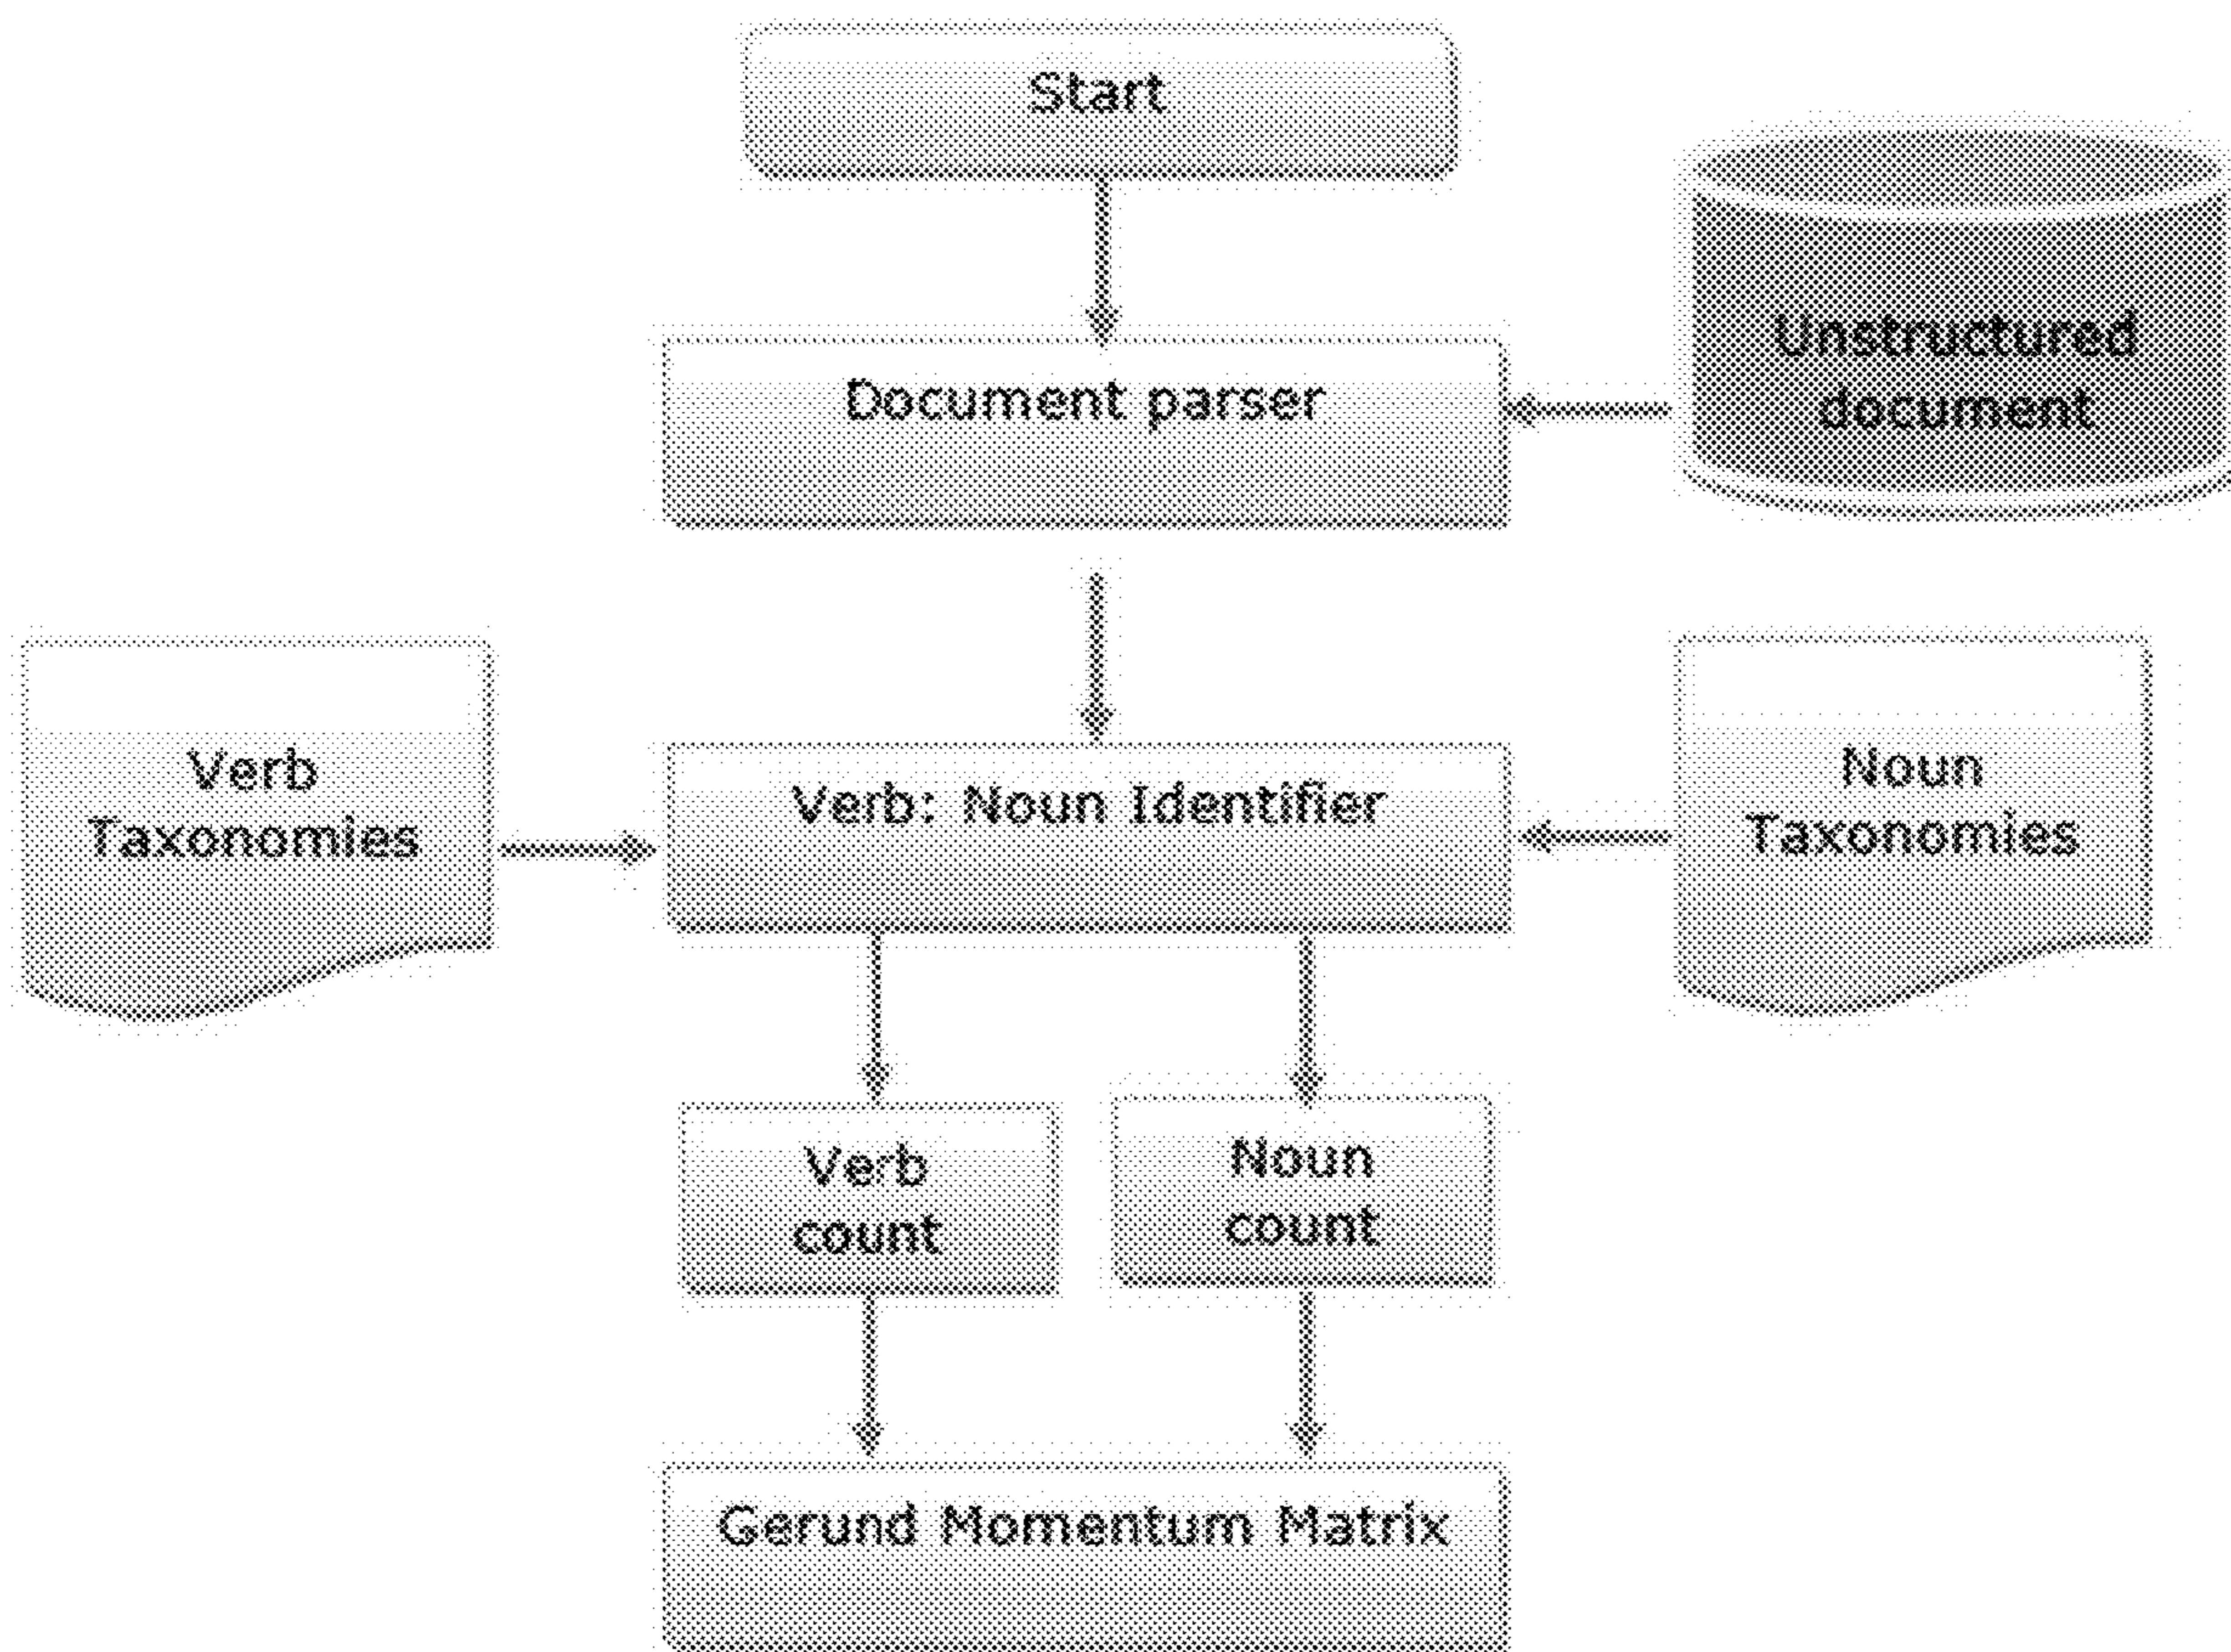 Start
Unstructured
document
Document parser
Verb
Taxonomies
Verb: Noun Identifier
Noun
Taxonomies
Verb
count
Noun
count
Gerund Momentum Matrix